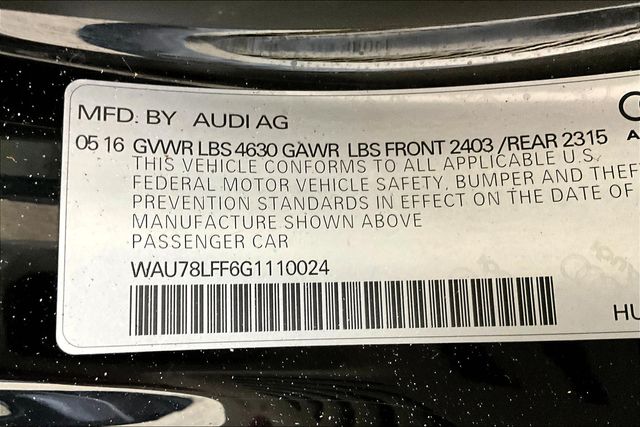 MFD. BY AUDI AG
05 16 GVWR LBS 4630 GAWR LBS FRONT 2403 /REAR 2315
THIS VEHICLE CONFORMS TO ALL APPLICABLE U.S.
FEDERAL MOTOR VEHICLE SAFETY, BUMPER AND THEF
PREVENTION STANDARDS IN EFFECT ON THE DATE OF
MANUFACTURE SHOWN ABOVE
PASSENGER CAR
WAU78LFF6G1110024
HU